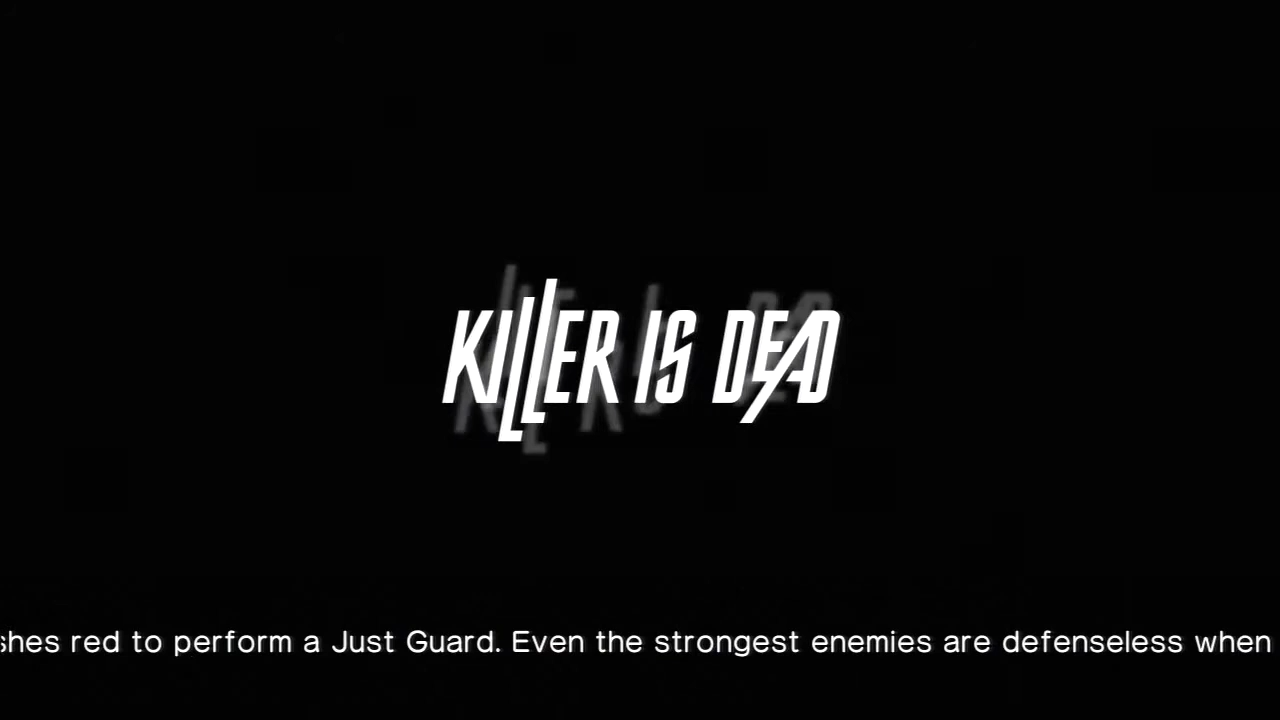 KILLER IS DEAD
shes red to perform a Just Guard. Even the strongest enemies are defenseless when